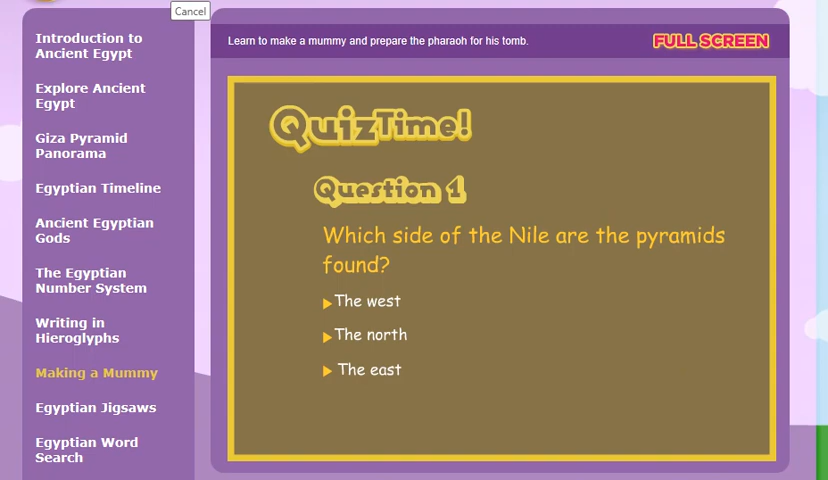 Cancel
Introduction to
Ancient Egypt
Explore Ancient
Egypt
Giza Pyramid
Panorama
Egyptian Timeline
Ancient Egyptian
Gods
The Egyptian
Number System
Writing in
Hieroglyphs
Making a Mummy
Egyptian Jigsaws
Egyptian Word
Search
Learn to make a mummy and prepare the pharaoh for his tomb.
FULL SCREEN
QuizTime!
Question 1
Which side of the Nile are the pyramids
found?
The west
The north
The east